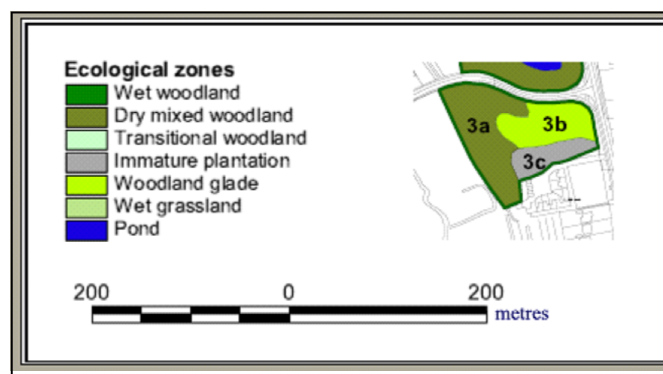 Ecological zones
Wet woodland
Dry mixed woodland
Transitional woodland
Immature plantation
Woodland glade
Wet grassland
Pond
3a
3b
3c
200 0 200
metres